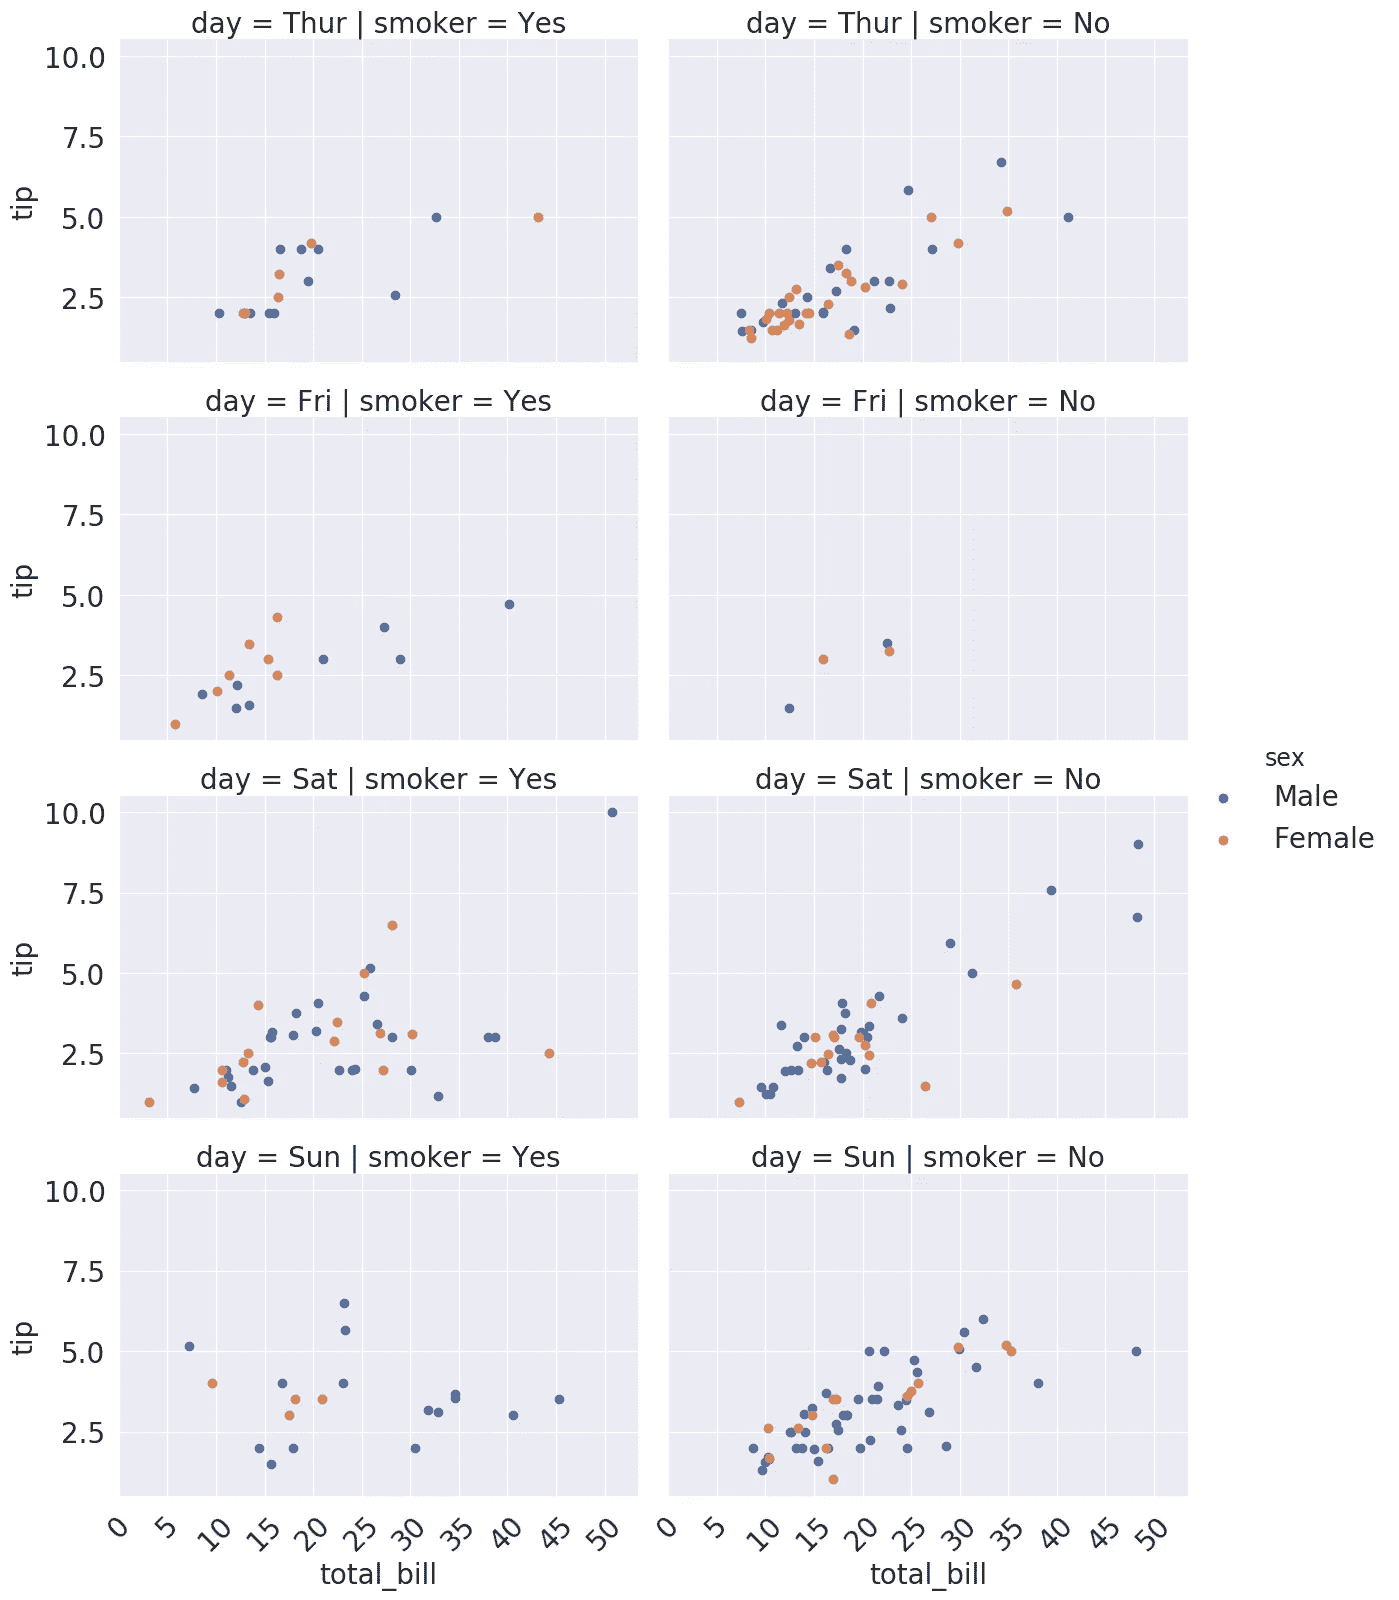 day = Thur | smoker = Yes
day = Thur | smoker = No
10.0
7.5
5.0
2.5
tip
day = Fri | smoker = Yes
day = Fri | smoker = No
10.0
7.5
5.0
2.5
tip
day = Sat | smoker = Yes
day = Sat | smoker = No
10.0
7.5
5.0
2.5
tip
sex
Male
Female
day = Sun | smoker = Yes
day = Sun | smoker = No
10.0
7.5
5.0
2.5
tip
0 5 10 15 20 25 30 35 40 45 50
0 5 10 15 20 25 30 35 40 45 50
total_bill
total_bill